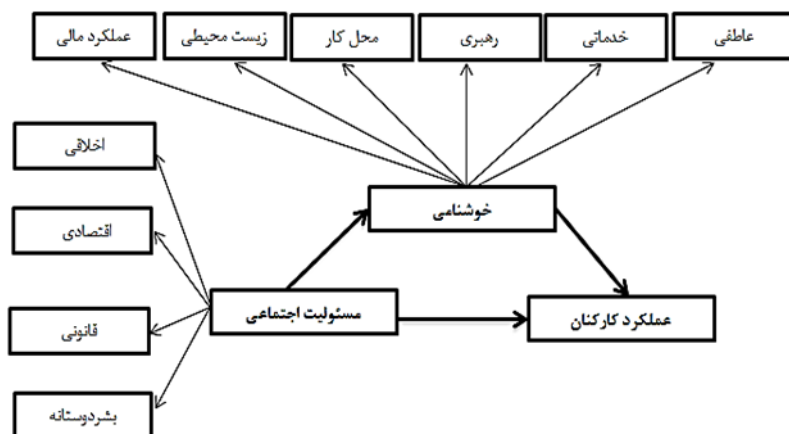 عاطفی
خدماتی
رهبری
محل کار
زیست محیطی
عملکرد مالی
اخلاقی
خوشنامی
اقتصادی
مسئولیت اجتماعی
عملکرد کارکنان
قانونی
بشردوستانه